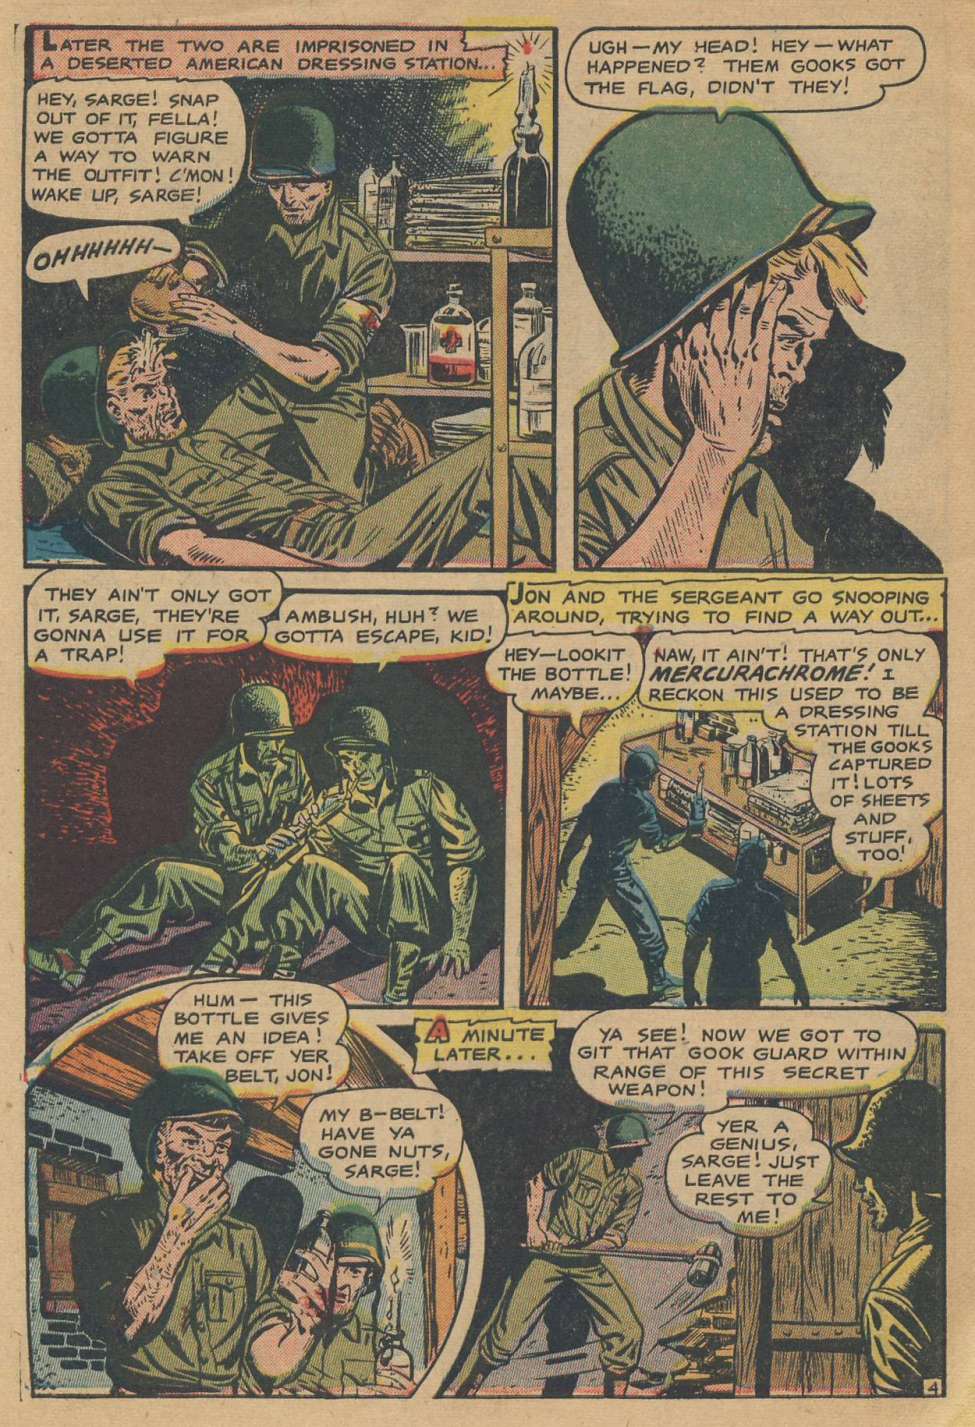 LATER THE TWO ARE IMPRISONED IN
A DESERTED AMERICAN DRESSING STATION...
HEY, SARGE! SNAP
OUT OF IT, FELLA!
WE GOTTA FIGURE
A WAY TO WARN
THE OUTFIT! C'MON!
WAKE UP, SARGE!
OHHHHHH—
UGH—MY HEAD! HEY—WHAT
HAPPENED? THEM GOOKS GOT
THE FLAG, DIDN'T THEY!
THEY AIN'T ONLY GOT
IT, SARGE, THEY'RE
GONNA USE IT FOR
A TRAP!
AMBUSH, HUH? WE
GOTTA ESCAPE, KID!
JON AND THE SERGEANT GO SNOOPING
AROUND, TRYING TO FIND A WAY OUT...
HEY—LOOKIT
THE BOTTLE!
MAYBE...
NAW, IT AIN'T! THAT'S ONLY
MERCURACHROME! I
RECKON THIS USED TO BE
A DRESSING
STATION TILL
THE GOOKS
CAPTURED
IT! LOTS
OF SHEETS
AND
STUFF,
TOO!
HUM— THIS
BOTTLE GIVES
ME AN IDEA!
TAKE OFF YER
BELT, JON!
MY B-BELT!
HAVE YA
GONE NUTS,
SARGE!
A MINUTE
LATER...
YA SEE! NOW WE GOT TO
GIT THAT GOOK GUARD WITHIN
RANGE OF THIS SECRET
WEAPON!
YER A
GENIUS,
SARGE! JUST
LEAVE THE
REST TO
ME!
4